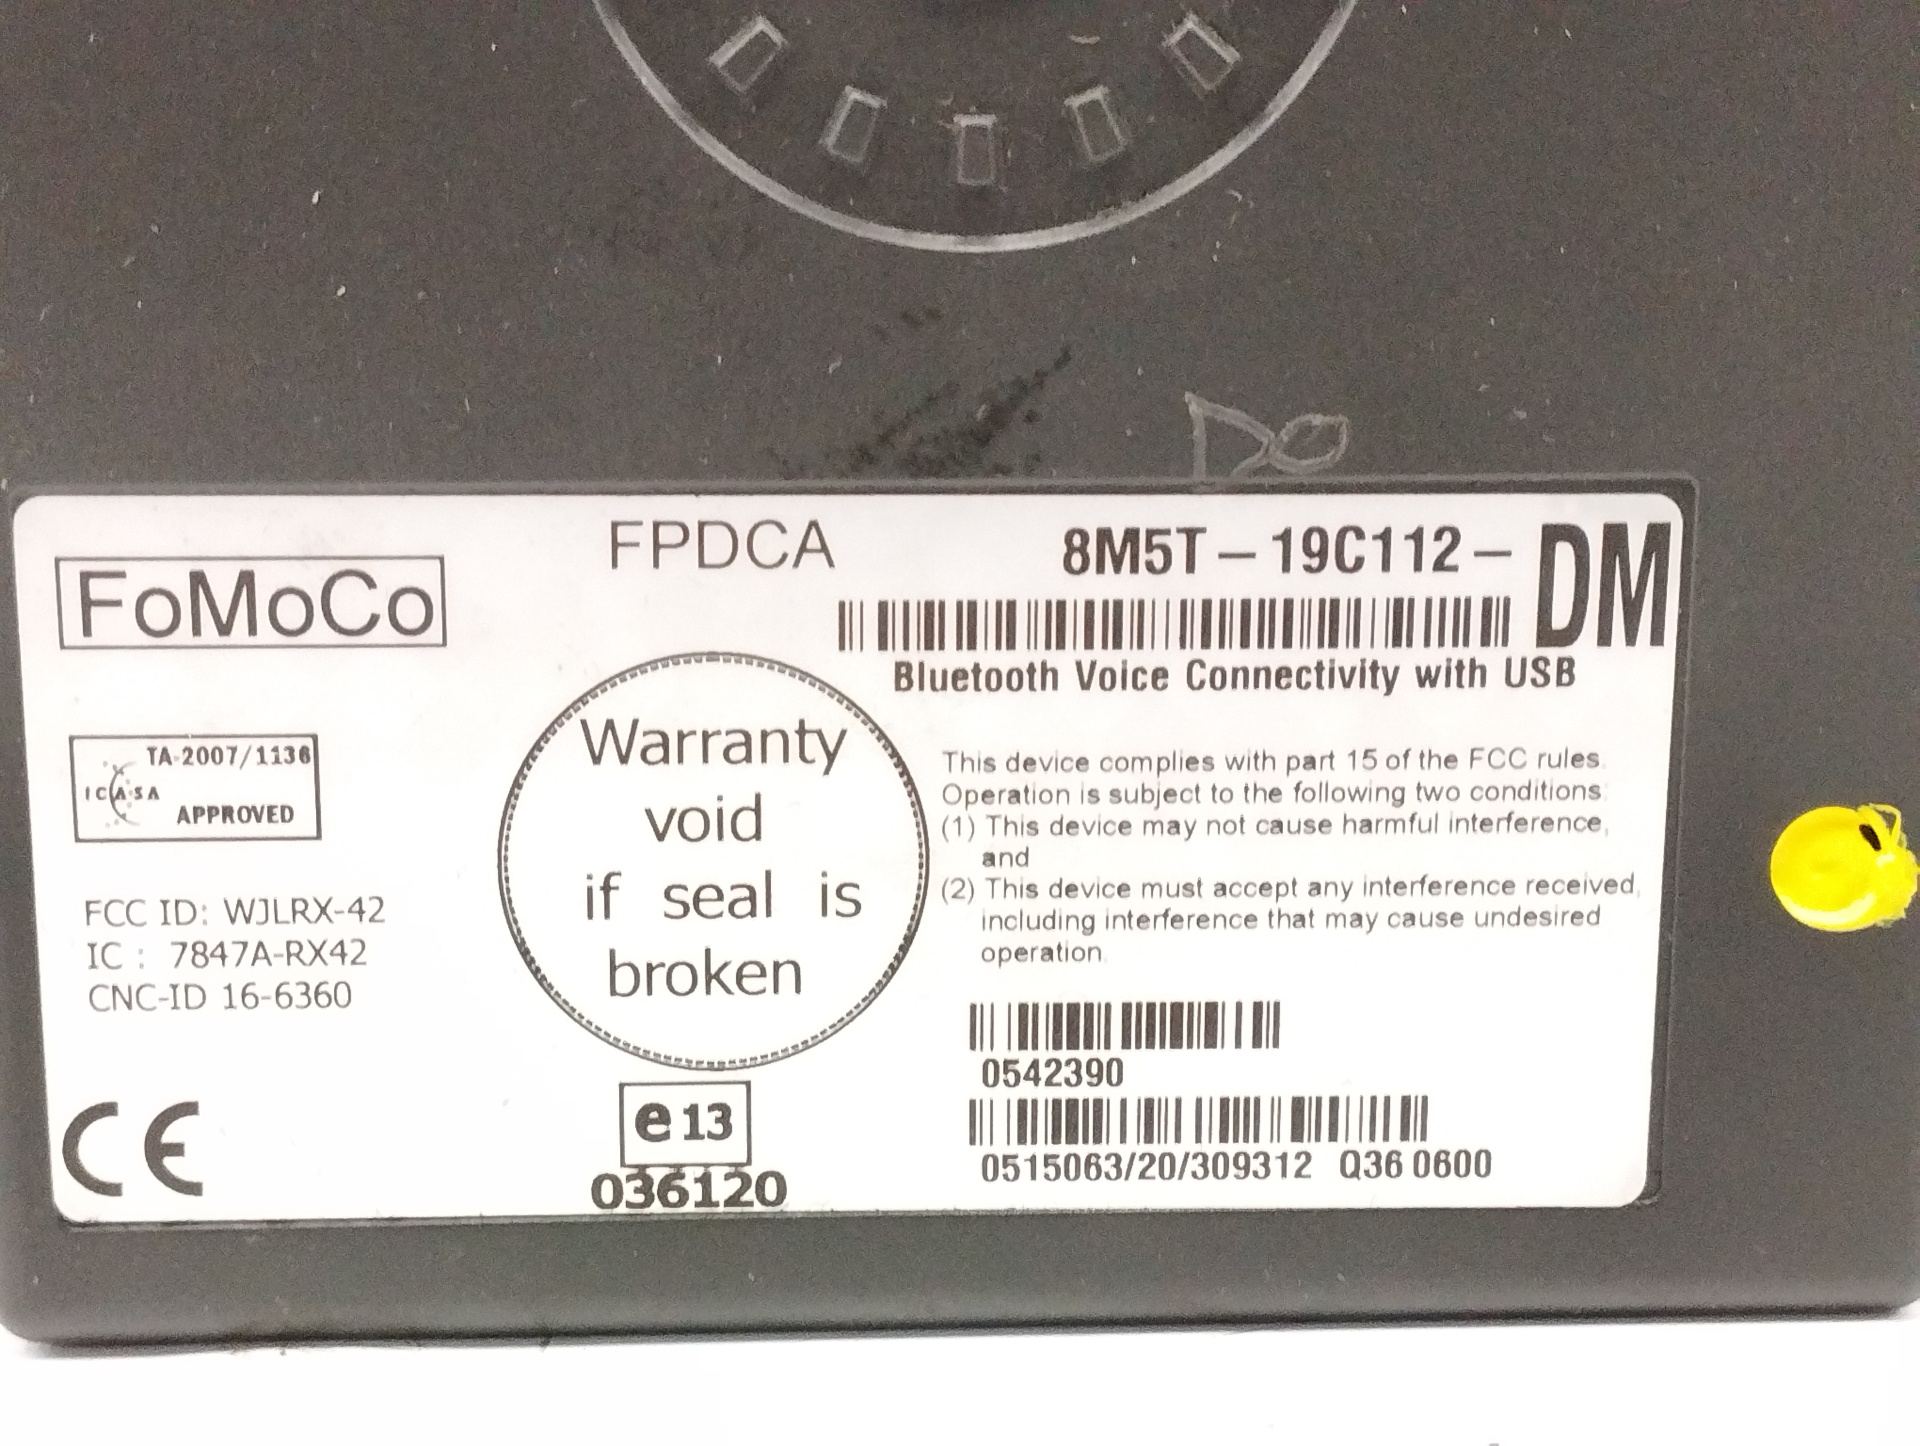 FoMoCo
FPDCA
8M5T – 19C112 – DM
Bluetooth Voice Connectivity with USB
TA-2007/1136
ICASA
APPROVED
FCC ID: WJLRX-42
IC : 7847A-RX42
CNC-ID 16-6360
Warranty
void
if seal is
broken
e13
036120
This device complies with part 15 of the FCC rules.
Operation is subject to the following two conditions:
(1) This device may not cause harmful interference,
and
(2) This device must accept any interference received,
including interference that may cause undesired
operation.
0542390
0515063/20/309312 Q36 0600
CE